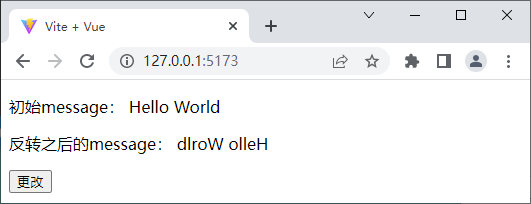 Vite + Vue
127.0.0.1:5173
初始message： Hello World
反转之后的message： dlroW olleH
更改